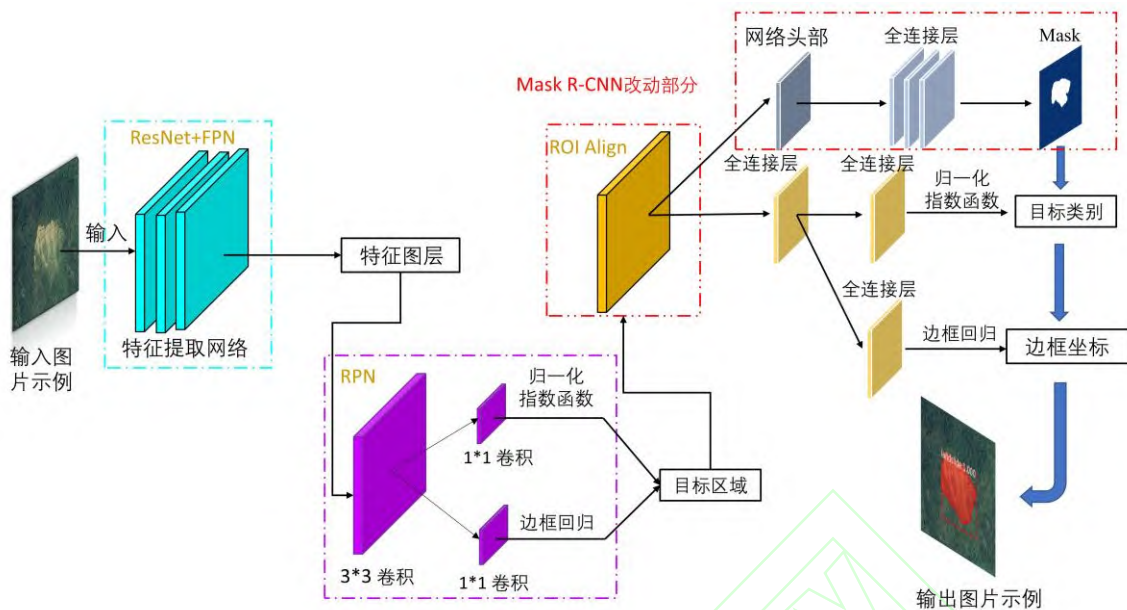 网络头部
全连接层
Mask
Mask R-CNN改动部分
ResNet+FPN
ROI Align
全连接层
全连接层
归一化
指数函数
目标类别
输入
特征图层
全连接层
特征提取网络
边框回归
边框坐标
输入图
片示例
RPN
归一化
指数函数
1*1 卷积
目标区域
边框回归
3*3 卷积
1*1 卷积
输出图片示例